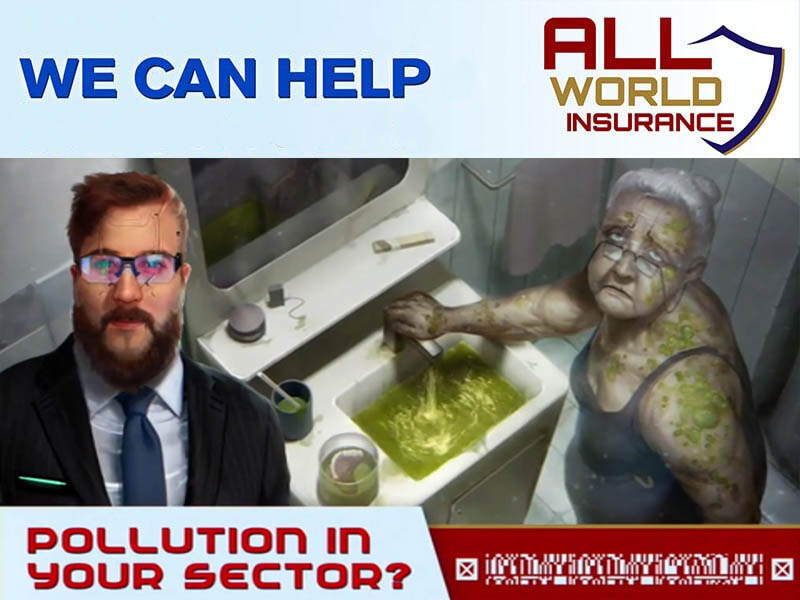 WE CAN HELP
ALL
WORLD
INSURANCE
POLLUTION IN
YOUR SECTOR?